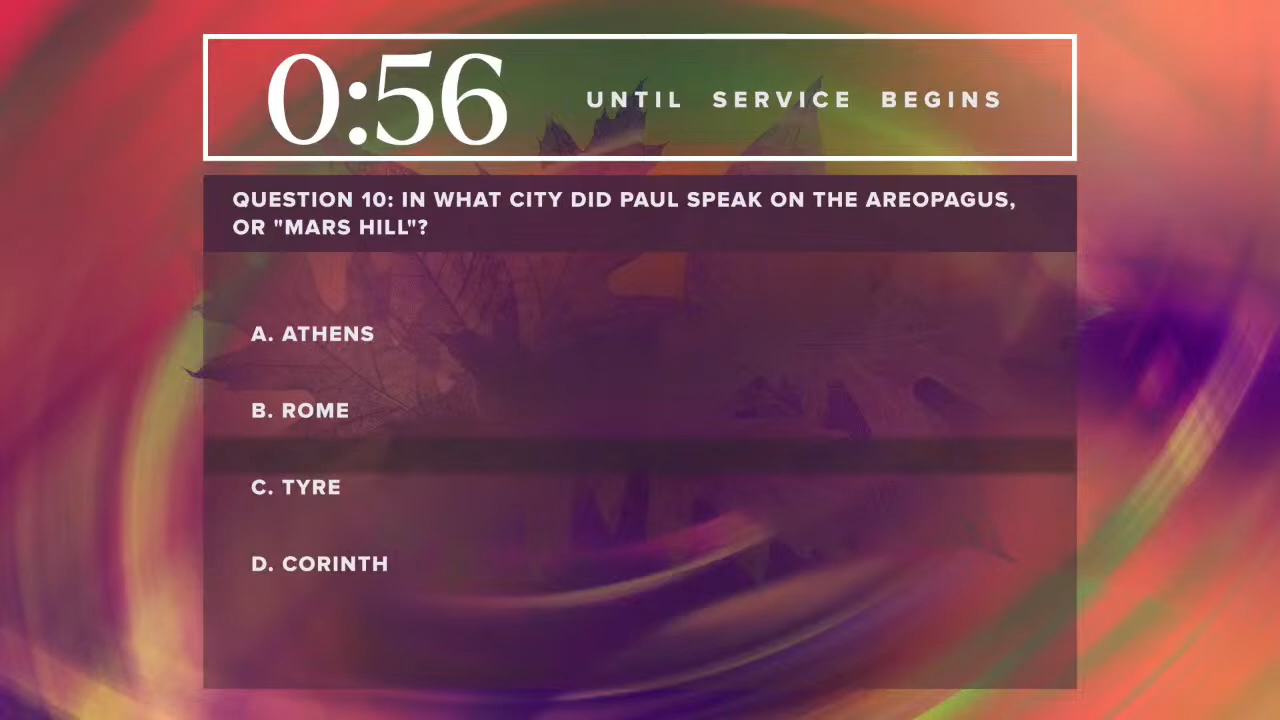 0:56 UNTIL SERVICE BEGINS
QUESTION 10: IN WHAT CITY DID PAUL SPEAK ON THE AREOPAGUS,
OR "MARS HILL"?
A. ATHENS
B. ROME
C. TYRE
D. CORINTH